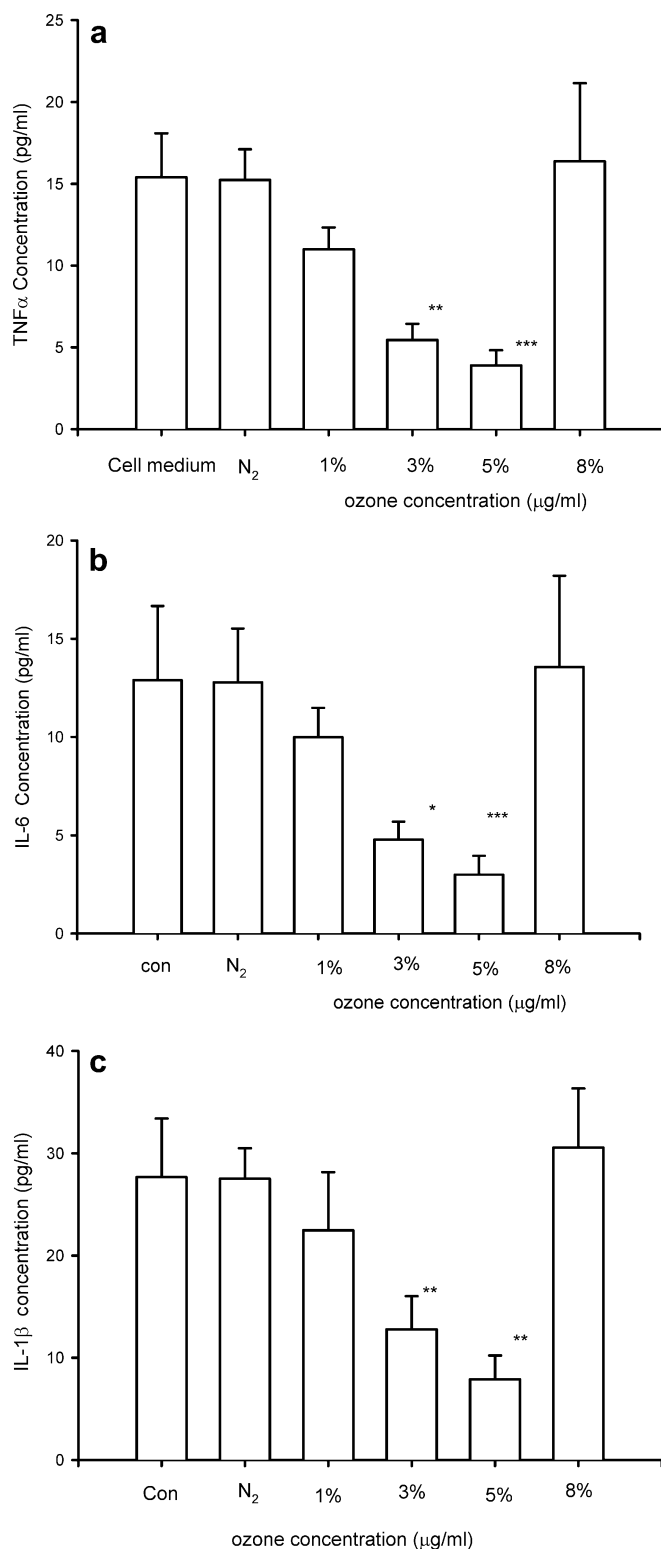 a
25
20
15
10
5
0
TNFα Concentration (pg/ml)
**
***
Cell medium N₂ 1% 3% 5% 8%
ozone concentration (μg/ml)
b
20
15
10
5
0
IL-6 Concentration (pg/ml)
*
***
con N₂ 1% 3% 5% 8%
ozone concentration (μg/ml)
c
40
30
20
10
0
IL-1β concentration (pg/ml)
**
**
Con N₂ 1% 3% 5% 8%
ozone concentration (μg/ml)